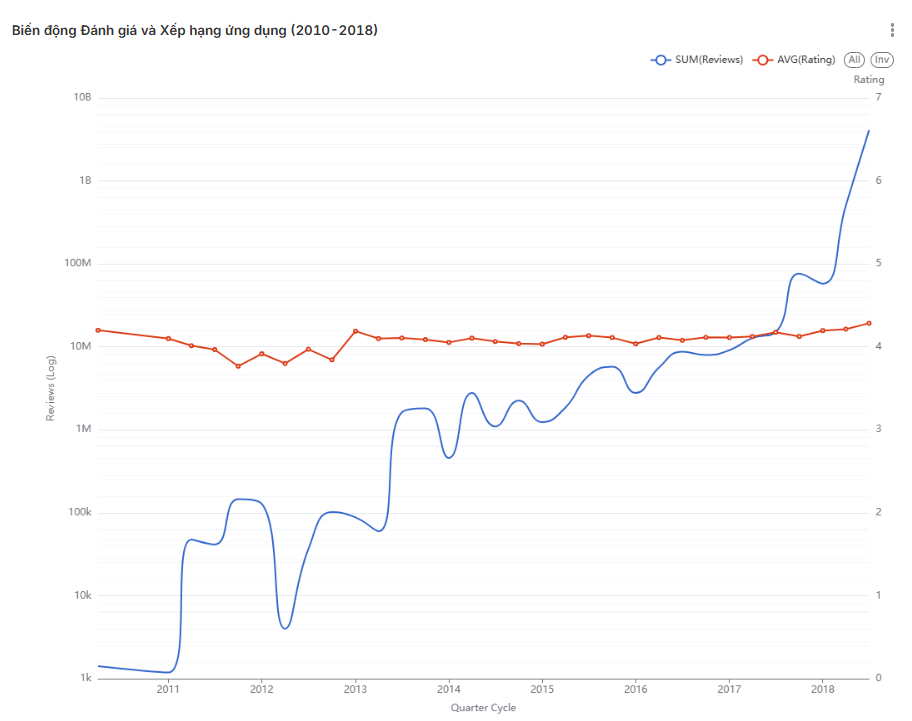 Biến động Đánh giá và Xếp hạng ứng dụng (2010-2018)
SUM(Reviews) AVG(Rating) All Inv
Rating
10B 7
1B 6
100M 5
10M 4
Reviews (Log)
1M 3
100k 2
10k 1
1k 0
2011 2012 2013 2014 2015 2016 2017 2018
Quarter Cycle